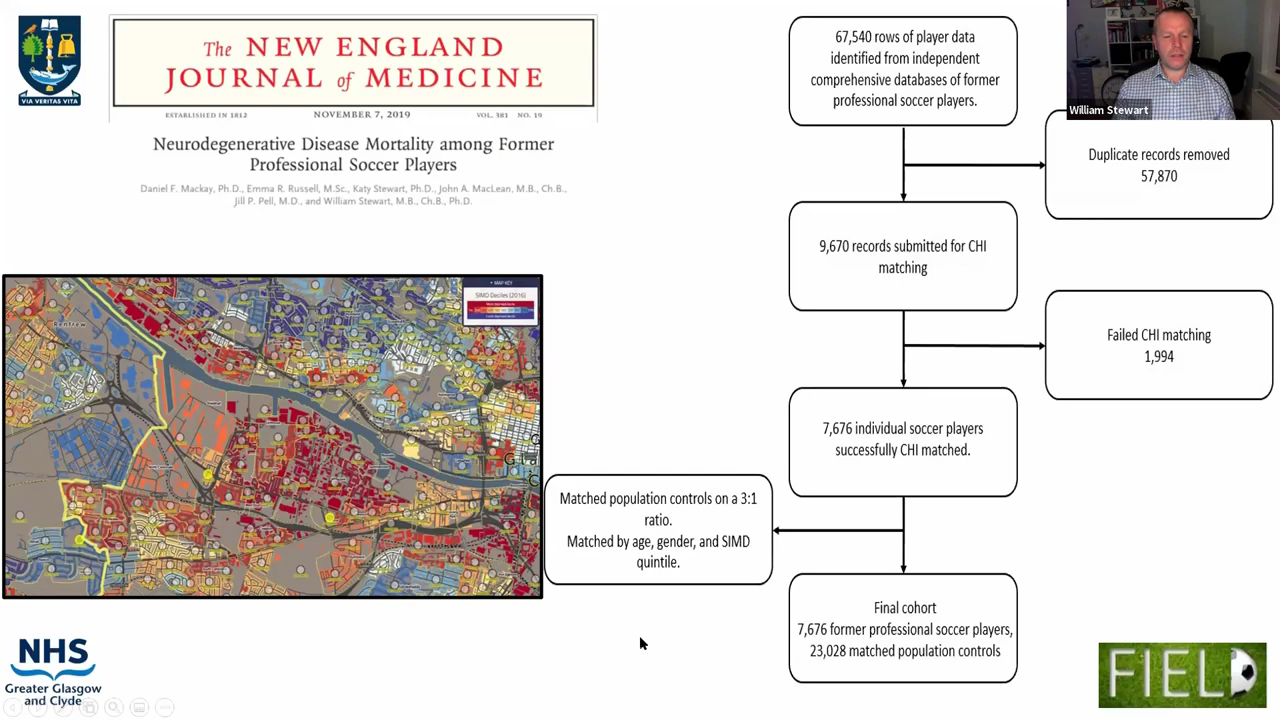 The NEW ENGLAND
JOURNAL of MEDICINE
ESTABLISHED IN 1812
NOVEMBER 7, 2019
VOL. 381 NO. 19
VIA VERITAS VITA
Neurodegenerative Disease Mortality among Former
Professional Soccer Players
Daniel F. Mackay, Ph.D., Emma R. Russell, M.Sc., Katy Stewart, Ph.D., John A. MacLean, M.B., Ch.B.,
Jill P. Pell, M.D., and William Stewart, M.B., Ch.B., Ph.D.
67,540 rows of player data
identified from independent
comprehensive databases of former
professional soccer players.
William Stewart
Duplicate records removed
57,870
9,670 records submitted for CHI
matching
Failed CHI matching
1,994
7,676 individual soccer players
successfully CHI matched.
Matched population controls on a 3:1
ratio.
Matched by age, gender, and SIMD
quintile.
Final cohort
7,676 former professional soccer players,
23,028 matched population controls
MAP KEY
SIMD Deciles (2016)
Renfrew
NHS
Greater Glasgow
and Clyde
FIELD